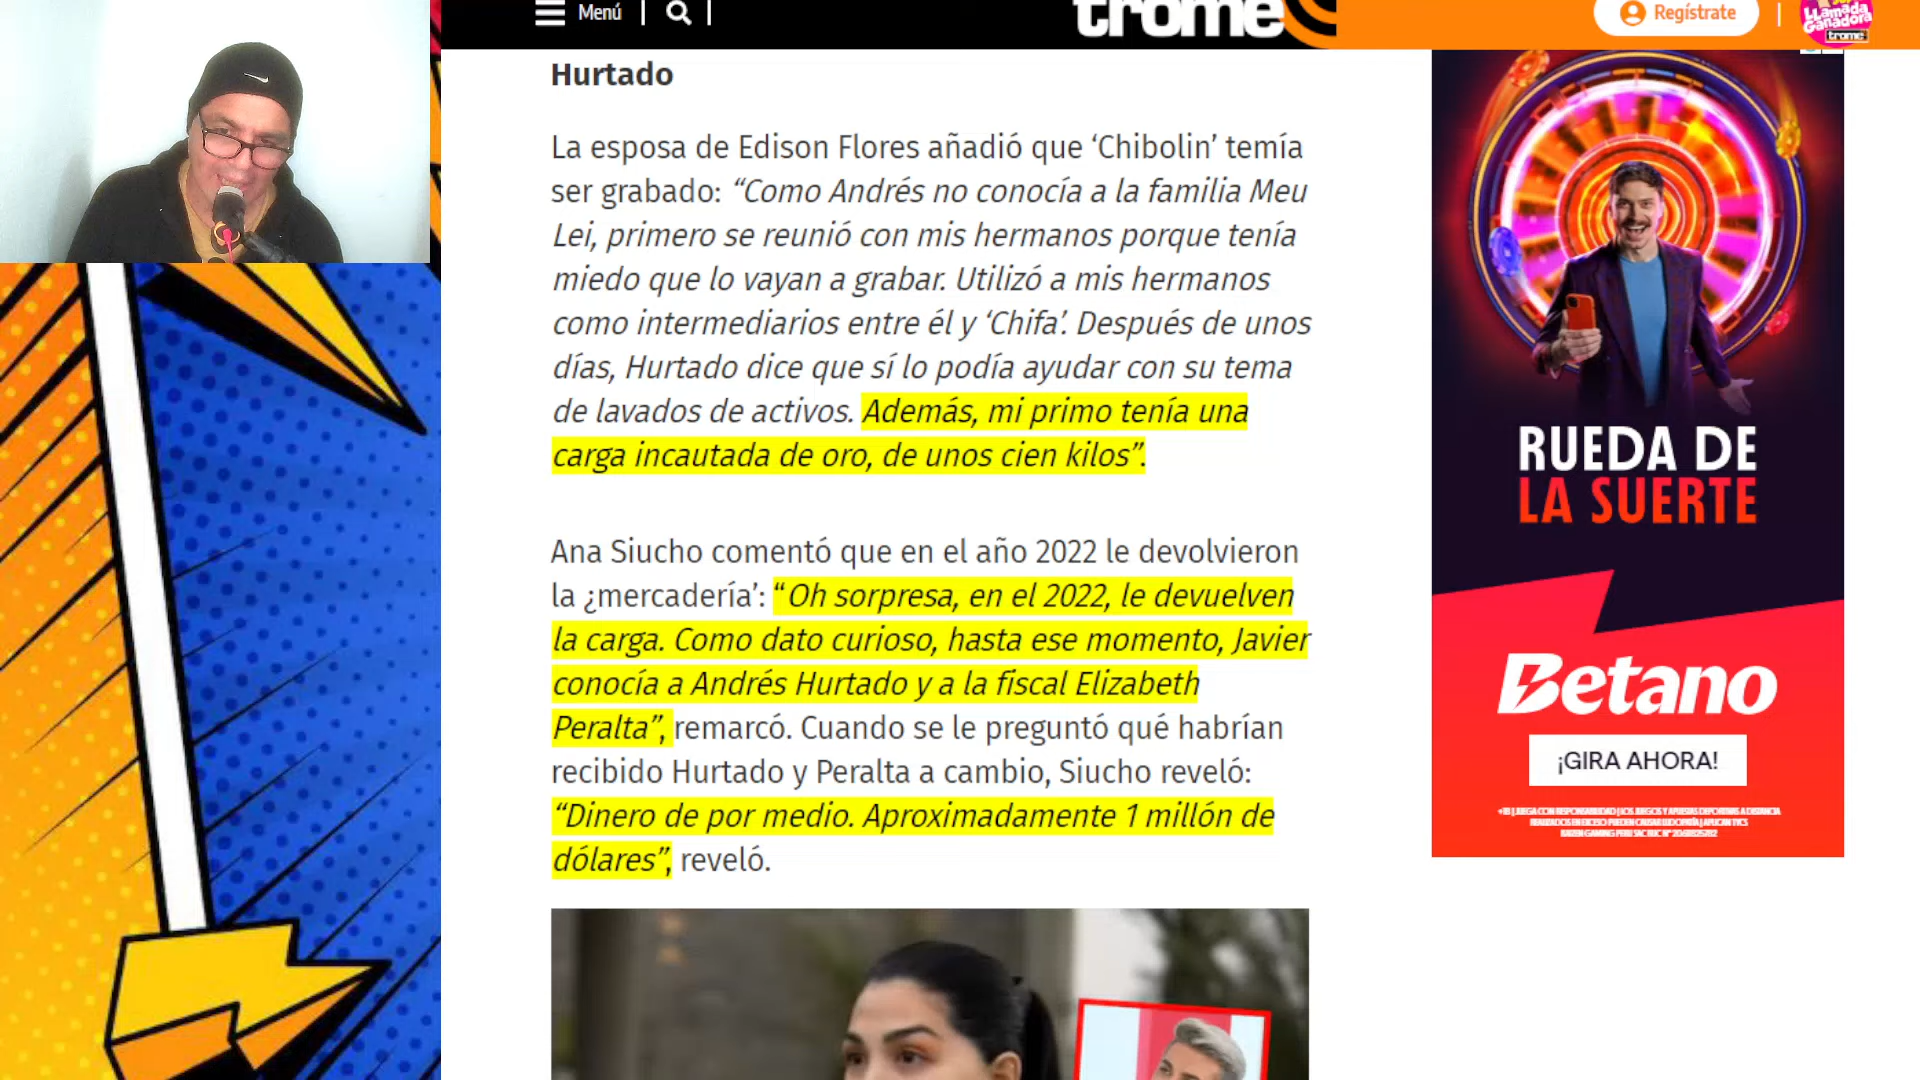 Menú
trome
Regístrate
LLamada
Ganadora
trome
Hurtado
La esposa de Edison Flores añadió que ‘Chibolin’ temía
ser grabado: “Como Andrés no conocía a la familia Meu
Lei, primero se reunió con mis hermanos porque tenía
miedo que lo vayan a grabar. Utilizó a mis hermanos
como intermediarios entre él y ‘Chifa’. Después de unos
días, Hurtado dice que sí lo podía ayudar con su tema
de lavados de activos. Además, mi primo tenía una
carga incautada de oro, de unos cien kilos”.
Ana Siucho comentó que en el año 2022 le devolvieron
la ¿mercadería’: “Oh sorpresa, en el 2022, le devuelven
la carga. Como dato curioso, hasta ese momento, Javier
conocía a Andrés Hurtado y a la fiscal Elizabeth
Peralta”, remarcó. Cuando se le preguntó qué habrían
recibido Hurtado y Peralta a cambio, Siucho reveló:
“Dinero de por medio. Aproximadamente 1 millón de
dólares”, reveló.
RUEDA DE
LA SUERTE
Betano
¡GIRA AHORA!